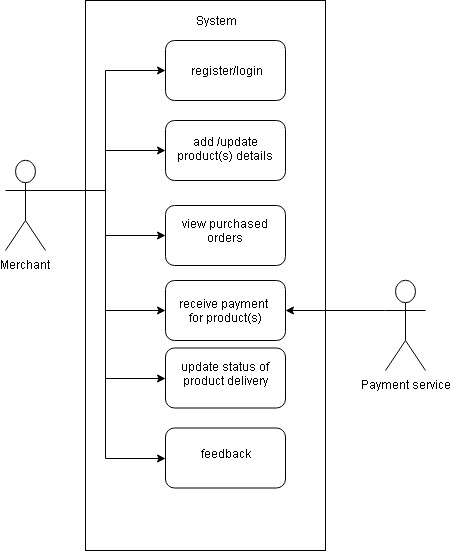 System
register/login
add /update
product(s) details
view purchased
orders
Merchant
receive payment
for product(s)
update status of
product delivery
Payment service
feedback